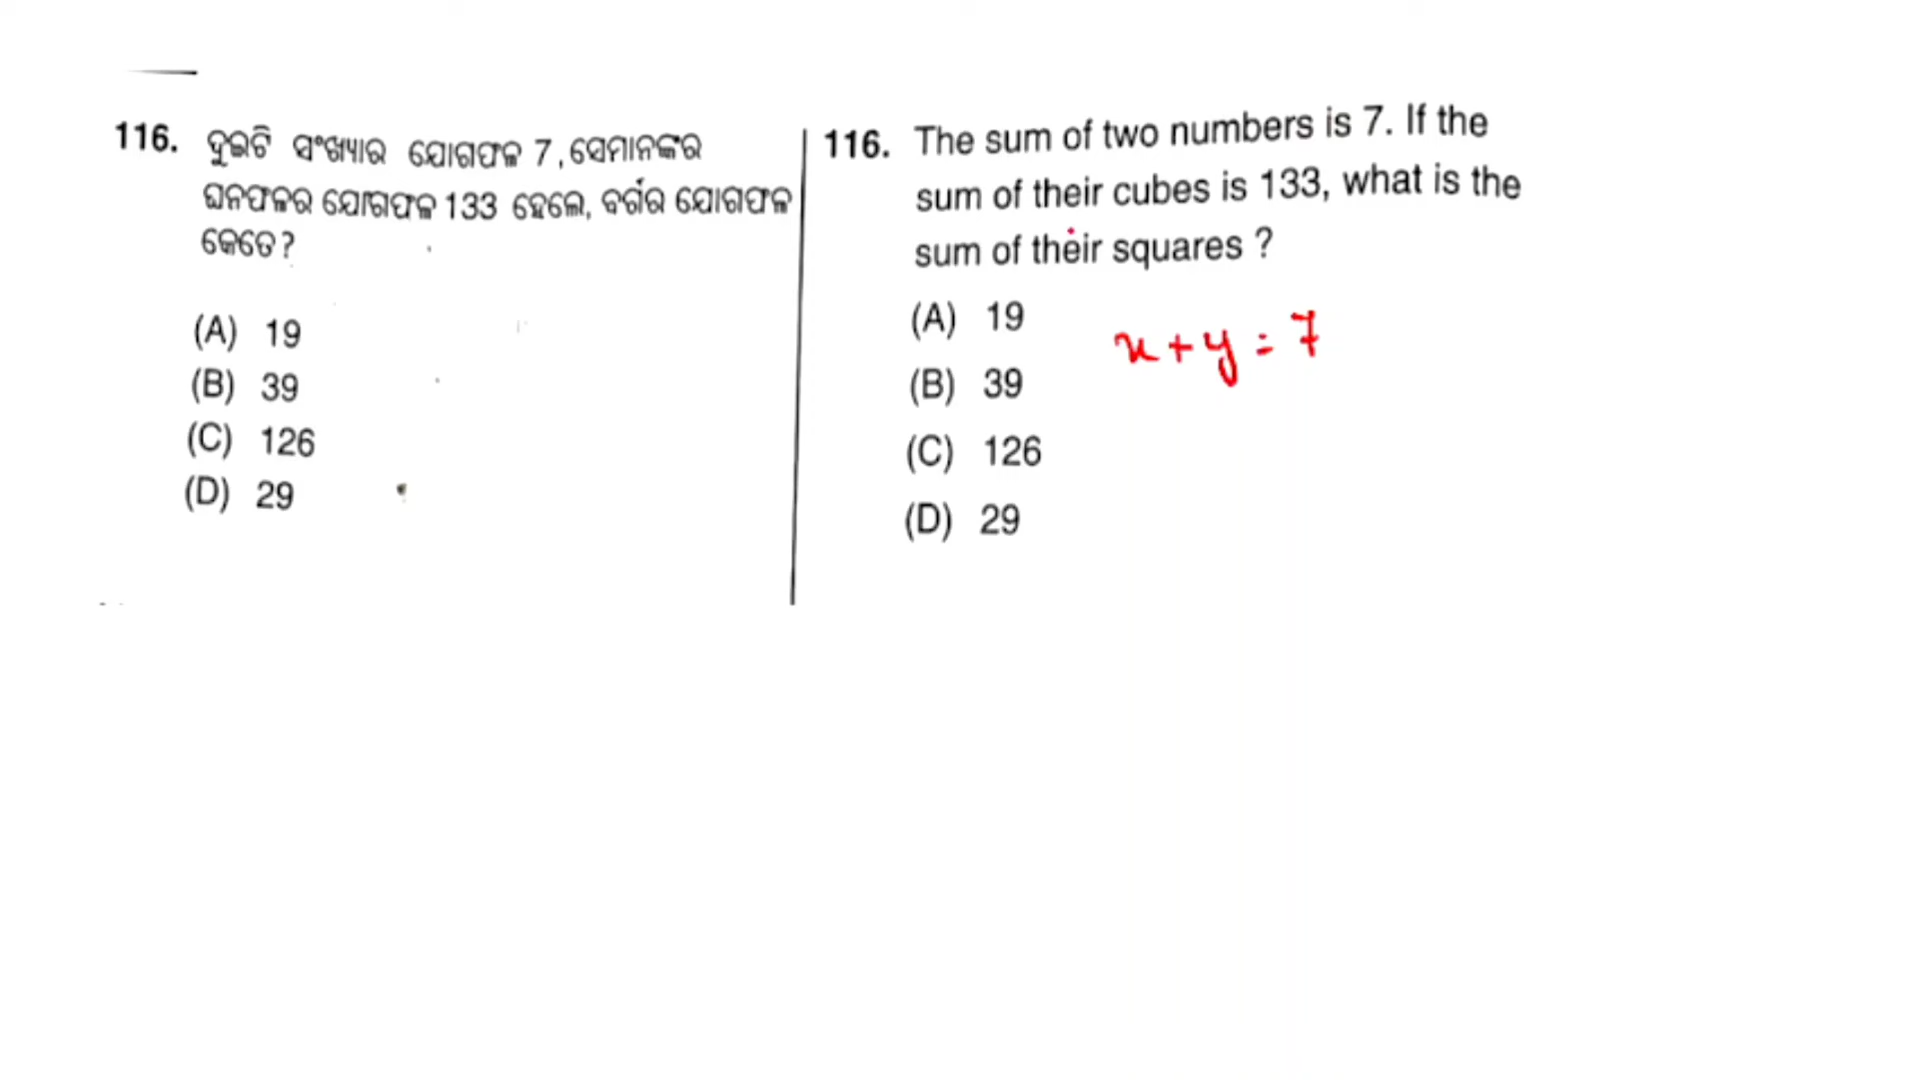 116. ଦୁଇଟି ସଂଖ୍ୟାର ଯୋଗଫଳ 7, ସେମାନଙ୍କର
ଘନଫଳର ଯୋଗଫଳ 133 ହେଲେ, ବର୍ଗର ଯୋଗଫଳ
କେତେ?
(A) 19
(B) 39
(C) 126
(D) 29
116. The sum of two numbers is 7. If the
sum of their cubes is 133, what is the
sum of their squares ?
(A) 19
(B) 39
(C) 126
(D) 29
x+y = 7